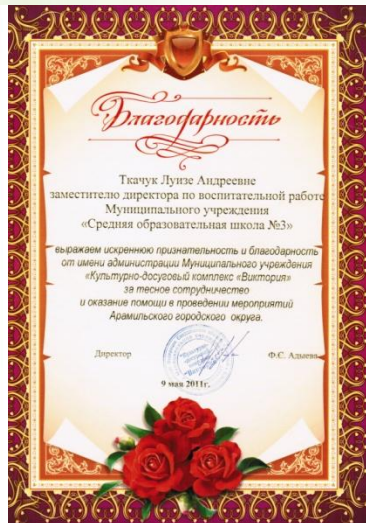 Благодарность
Ткачук Луизе Андреевне
заместителю директора по воспитательной работе
Муниципального учреждения
«Средняя образовательная школа №3»
выражаем искреннюю признательность и благодарность
от имени администрации Муниципального учреждения
«Культурно-досуговый комплекс «Виктория»
за тесное сотрудничество
и оказание помощи в проведении мероприятий
Арамильского городского округа.
Директор Ф.С. Адыева
9 мая 2011г.